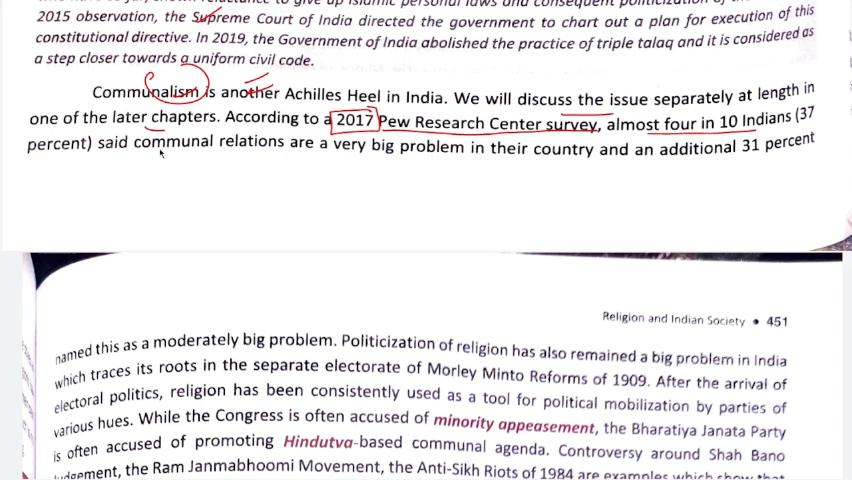 2015 observation, the Supreme Court of India directed the government to chart out a plan for execution of this
constitutional directive. In 2019, the Government of India abolished the practice of triple talaq and it is considered as
a step closer towards a uniform civil code.
Communalism is another Achilles Heel in India. We will discuss the issue separately at length in
one of the later chapters. According to a 2017 Pew Research Center survey, almost four in 10 Indians (37
percent) said communal relations are a very big problem in their country and an additional 31 percent
Religion and Indian Society • 451
named this as a moderately big problem. Politicization of religion has also remained a big problem in India
which traces its roots in the separate electorate of Morley Minto Reforms of 1909. After the arrival of
electoral politics, religion has been consistently used as a tool for political mobilization by parties of
various hues. While the Congress is often accused of minority appeasement, the Bharatiya Janata Party
is often accused of promoting Hindutva-based communal agenda. Controversy around Shah Bano
the Ram Janmabhoomi Movement, the Anti-Sikh Riots of 1984 are examples which show that